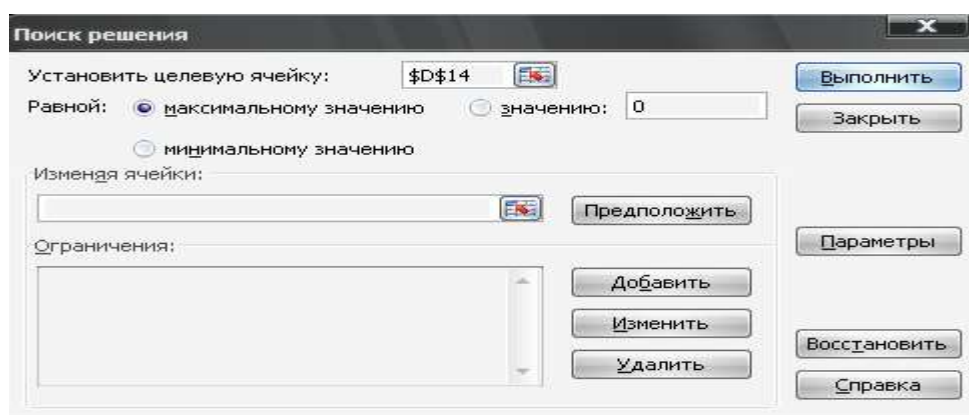 Поиск решения
x
Установить целевую ячейку: $D$14
Выполнить
Равной: максимальному значению значению: 0
Закрыть
минимальному значению
Изменяя ячейки:
Предположить
Ограничения:
Параметры
Добавить
Изменить
Восстановить
Удалить
Справка